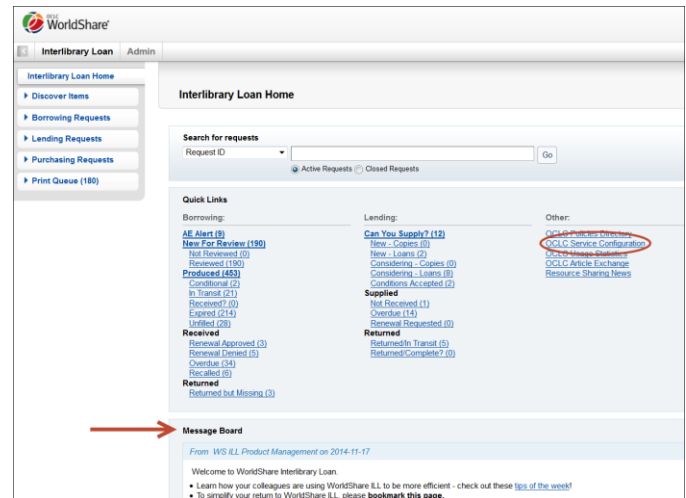 OCLC
WorldShare®
Interlibrary Loan Admin
Interlibrary Loan Home
Discover Items
Borrowing Requests
Lending Requests
Purchasing Requests
Print Queue (180)
Interlibrary Loan Home
Search for requests
Request ID
Go
Active Requests Closed Requests
Quick Links
Borrowing:
AE Alert (9)
New For Review (190)
Not Reviewed (0)
Reviewed (190)
Produced (453)
Conditional (2)
In Transit (21)
Received? (0)
Expired (214)
Unfilled (28)
Received
Renewal Approved (3)
Renewal Denied (5)
Overdue (34)
Recalled (6)
Returned
Returned but Missing (3)
Lending:
Can You Supply? (12)
New - Copies (0)
New - Loans (2)
Considering - Copies (0)
Considering - Loans (8)
Conditions Accepted (2)
Supplied
Not Received (1)
Overdue (14)
Renewal Requested (0)
Returned
Returned/In Transit (5)
Returned/Complete? (0)
Other:
OCLC Policies Directory
OCLC Service Configuration
OCLC Usage Statistics
OCLC Article Exchange
Resource Sharing News
Message Board
From WS ILL Product Management on 2014-11-17
Welcome to WorldShare Interlibrary Loan.
• Learn how your colleagues are using WorldShare ILL to be more efficient - check out these tips of the week!
• To simplify your return to WorldShare ILL, please bookmark this page.